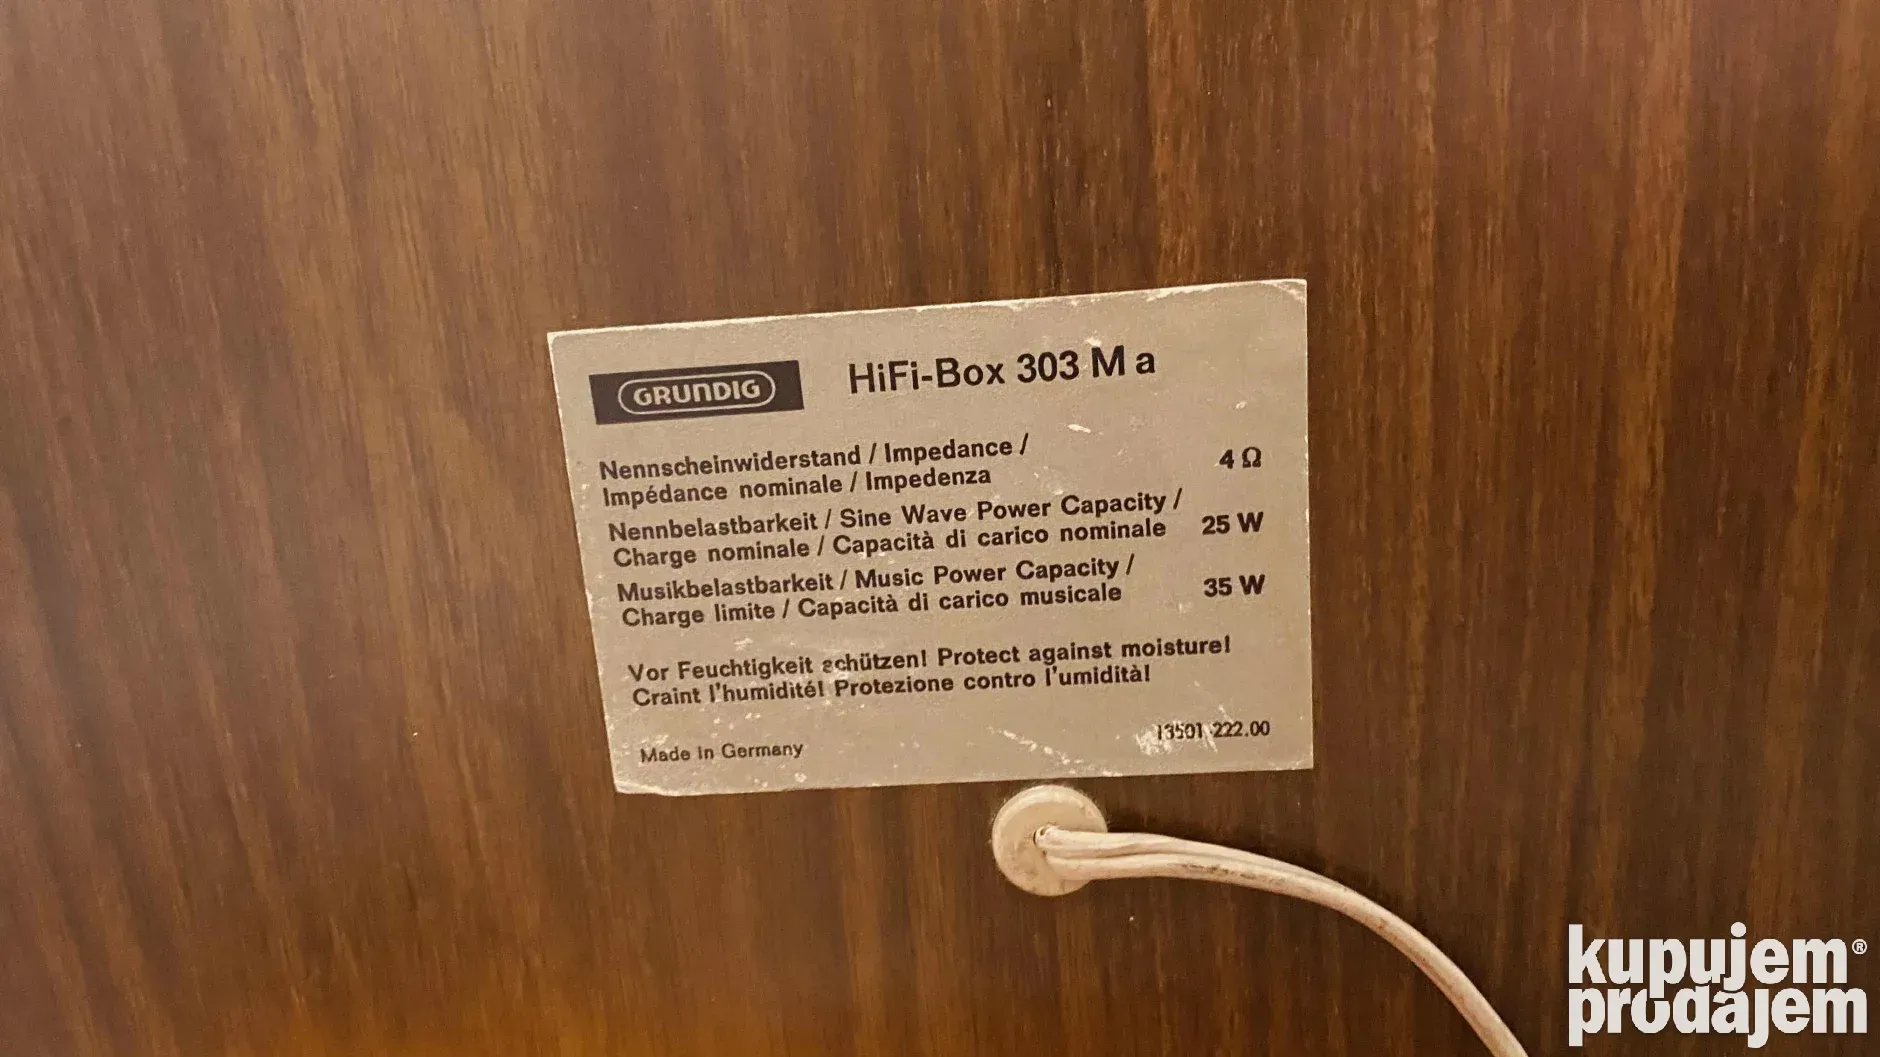 GRUNDIG
HiFi-Box 303 M a
Nennscheinwiderstand / Impedance /
Impédance nominale / Impedenza
4 Ω
Nennbelastbarkeit / Sine Wave Power Capacity /
Charge nominale / Capacità di carico nominale
25 W
Musikbelastbarkeit / Music Power Capacity /
Charge limite / Capacità di carico musicale
35 W
Vor Feuchtigkeit schützen! Protect against moisture!
Craint l'humidité! Protezione contro l'umidità!
Made in Germany
13501-222.00
kupujem®
prodajem